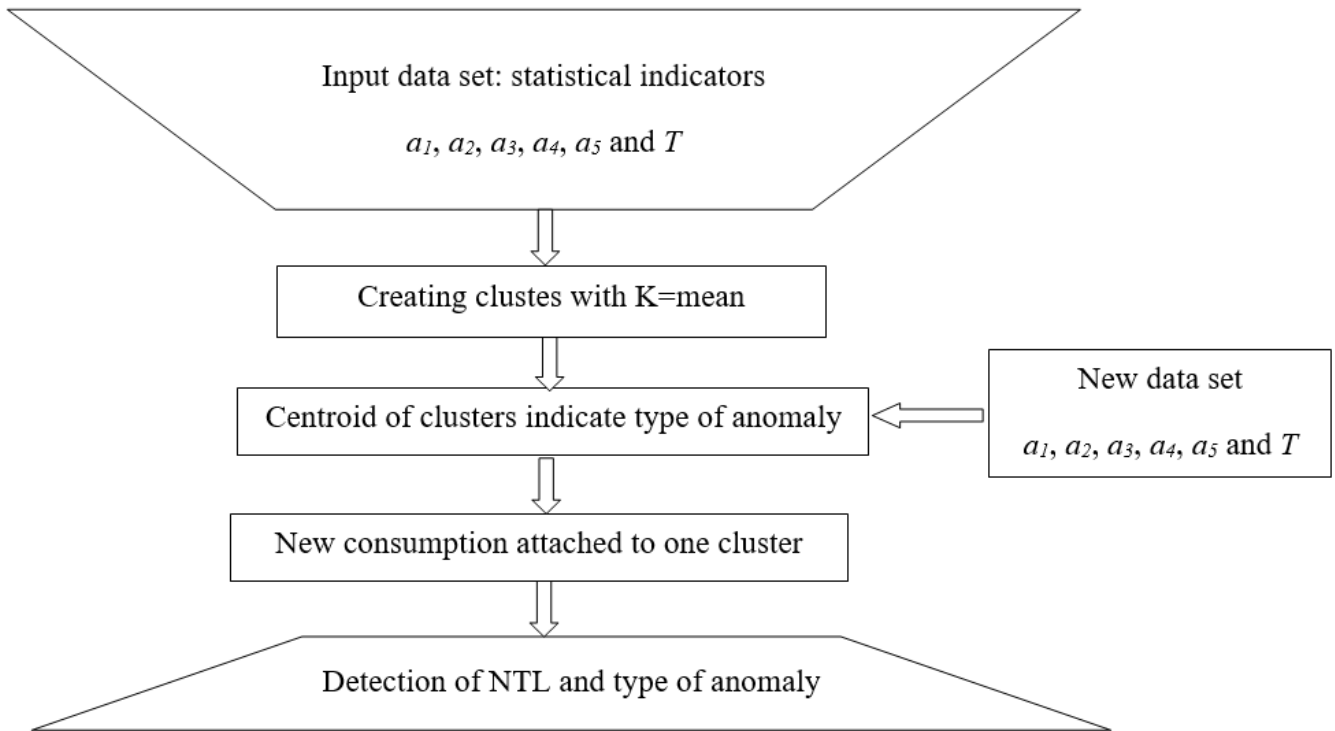 Input data set: statistical indicators
a1, a2, a3, a4, a5 and T
Creating clustes with K=mean
Centroid of clusters indicate type of anomaly
New data set
a1, a2, a3, a4, a5 and T
New consumption attached to one cluster
Detection of NTL and type of anomaly